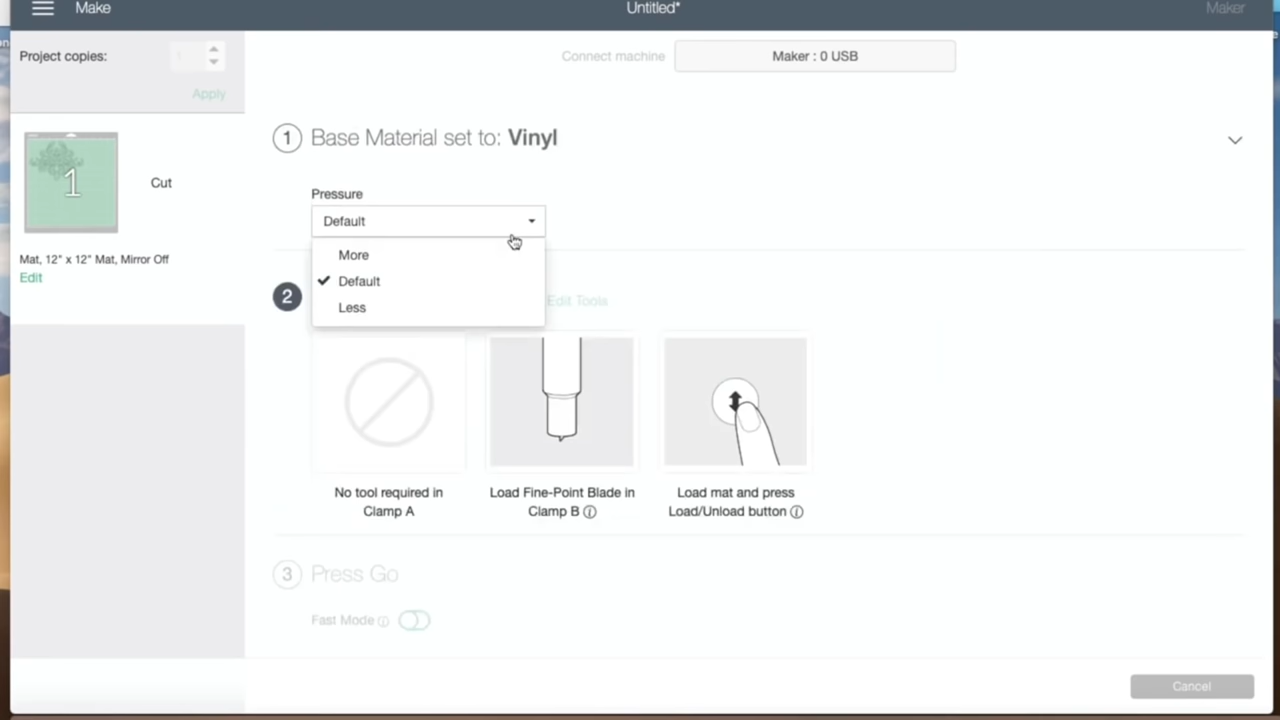 Make
Untitled*
Maker
Project copies:
Apply
Connect machine
Maker : 0 USB
1
Cut
Mat, 12" x 12" Mat, Mirror Off
Edit
1 Base Material set to: Vinyl
Pressure
Default
More
Default
Less
2
Edit Tools
No tool required in
Clamp A
Load Fine-Point Blade in
Clamp B
Load mat and press
Load/Unload button
3 Press Go
Fast Mode
Cancel